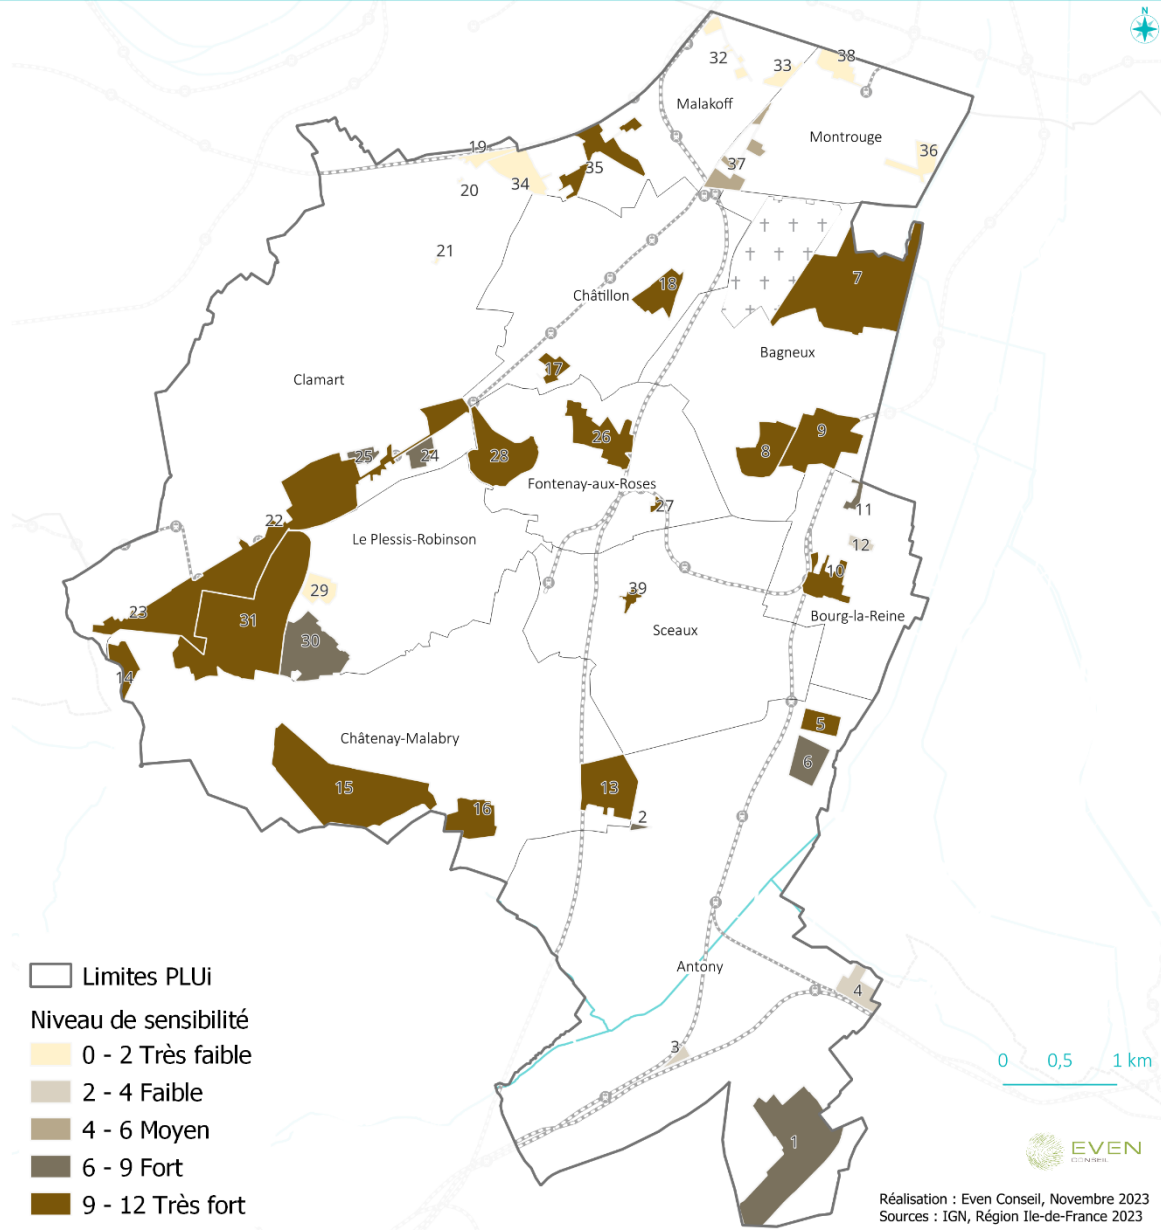 N
32
33
38
Malakoff
Montrouge
19
35
37
36
20
34
21
7
18
Châtillon
Bagneux
17
Clamart
26
9
8
25
24
28
Fontenay-aux-Roses
27
11
22
Le Plessis-Robinson
12
10
29
39
23
31
30
Sceaux
Bourg-la-Reine
14
5
Châtenay-Malabry
6
15
13
16
2
Antony
4
3
1
Limites PLUi
Niveau de sensibilité
0 - 2 Très faible
2 - 4 Faible
4 - 6 Moyen
6 - 9 Fort
9 - 12 Très fort
0 0,5 1 km
EVEN
CONSEIL
Réalisation : Even Conseil, Novembre 2023
Sources : IGN, Région Ile-de-France 2023